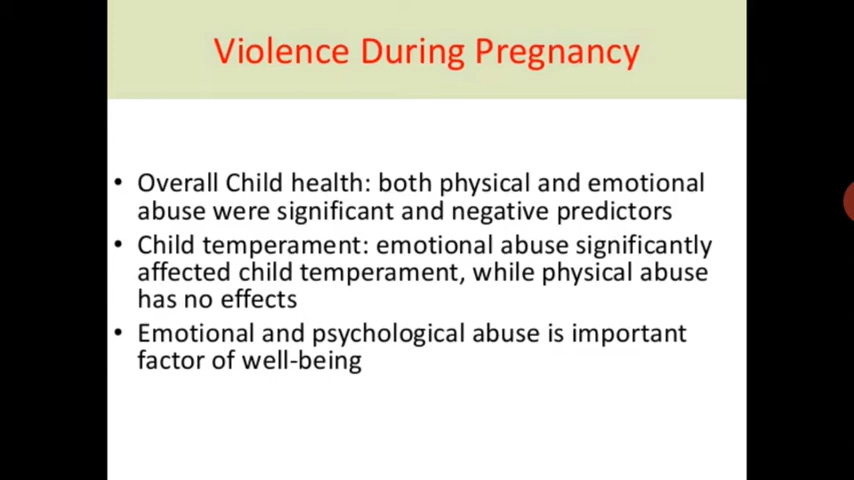 Violence During Pregnancy
• Overall Child health: both physical and emotional
abuse were significant and negative predictors
• Child temperament: emotional abuse significantly
affected child temperament, while physical abuse
has no effects
• Emotional and psychological abuse is important
factor of well-being